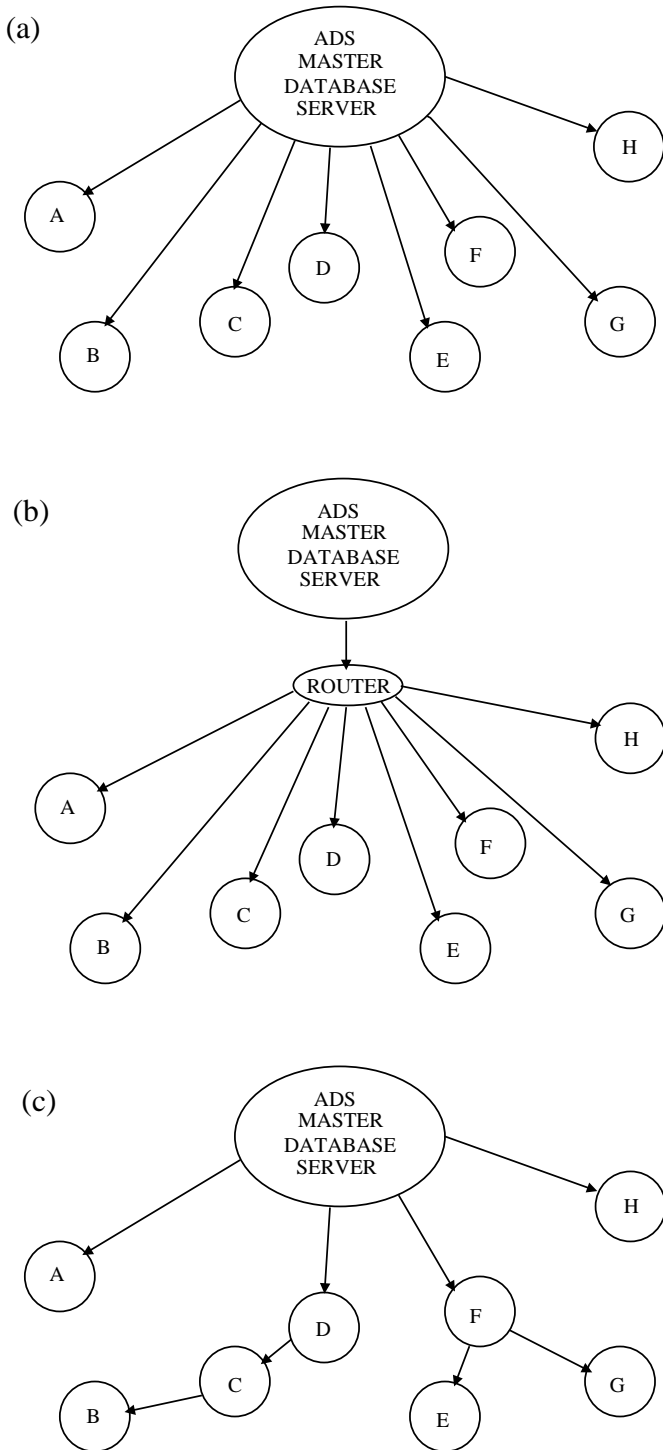 (a)
ADS
MASTER
DATABASE
SERVER
H
A
D
F
C
G
B
E
(b)
ADS
MASTER
DATABASE
SERVER
ROUTER
H
A
D
F
C
G
B
E
(c)
ADS
MASTER
DATABASE
SERVER
H
A
D
F
C
G
B
E